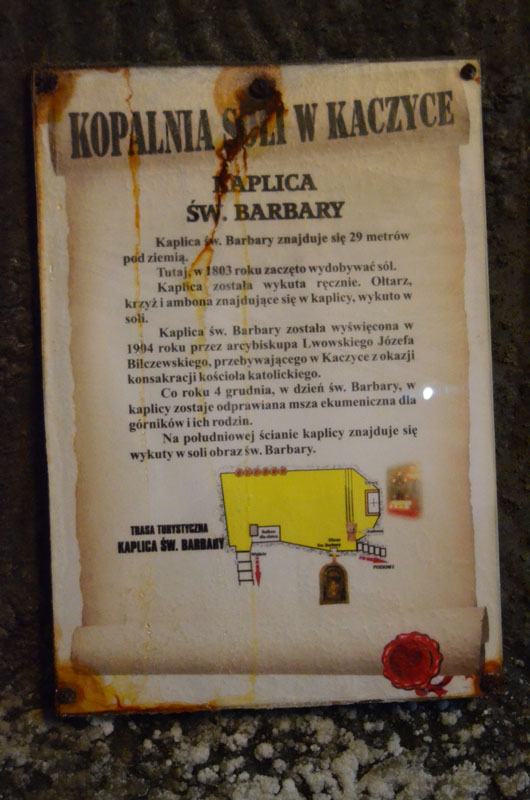 KOPALNIA SOLI W KACZYCE
KAPLICA
ŚW. BARBARY
Kaplica św. Barbary znajduje się 29 metrów
pod ziemią.
Tutaj, w 1803 roku zaczęto wydobywać sól.
Kaplica została wykuta ręcznie. Ołtarz,
krzyż i ambona znajdujące się w kaplicy, wykuto w
soli.
Kaplica św. Barbary została wyświęcona w
1904 roku przez arcybiskupa Lwowskiego Józefa
Bilczewskiego, przebywającego w Kaczyce z okazji
konsakracji kościoła katolickiego.
Co roku 4 grudnia, w dzień św. Barbary, w
kaplicy zostaje odprawiana msza ekumeniczna dla
górników i ich rodzin.
Na południowej ścianie kaplicy znajduje się
wykuty w soli obraz św. Barbary.
TRASA TURYSTYCZNA
KAPLICA ŚW. BARBARY
Św. Barbary